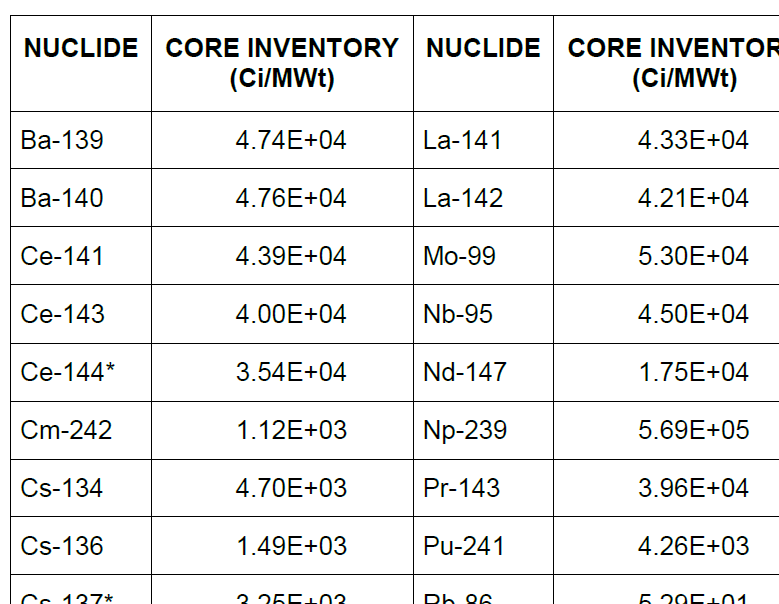 NUCLIDE CORE INVENTORY NUCLIDE CORE INVENTOR
(Ci/MWt) (Ci/MWt)
Ba-139 4.74E+04 La-141 4.33E+04
Ba-140 4.76E+04 La-142 4.21E+04
Ce-141 4.39E+04 Mo-99 5.30E+04
Ce-143 4.00E+04 Nb-95 4.50E+04
Ce-144* 3.54E+04 Nd-147 1.75E+04
Cm-242 1.12E+03 Np-239 5.69E+05
Cs-134 4.70E+03 Pr-143 3.96E+04
Cs-136 1.49E+03 Pu-241 4.26E+03
Cs-137* 3.25E+03 Rb-86 5.29E+01